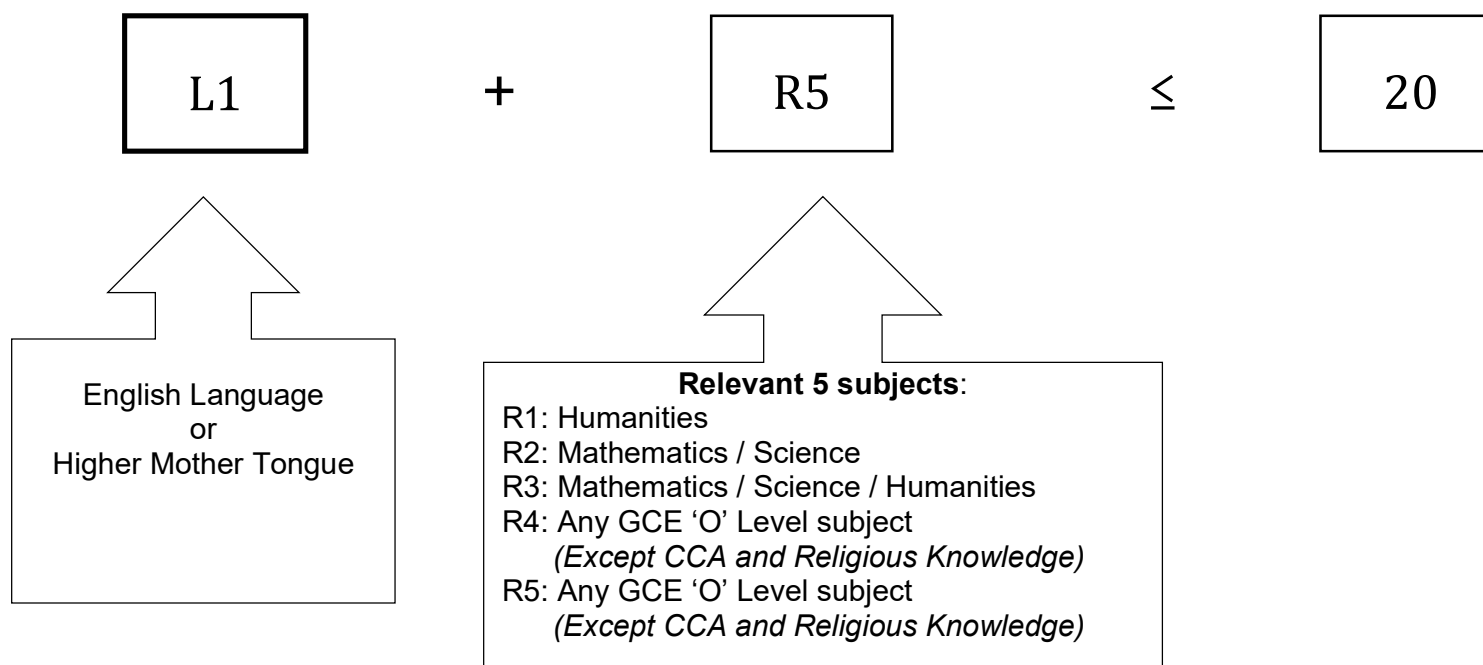 L1 + R5 ≤ 20
English Language
or
Higher Mother Tongue
Relevant 5 subjects:
R1: Humanities
R2: Mathematics / Science
R3: Mathematics / Science / Humanities
R4: Any GCE ‘O’ Level subject
(Except CCA and Religious Knowledge)
R5: Any GCE ‘O’ Level subject
(Except CCA and Religious Knowledge)